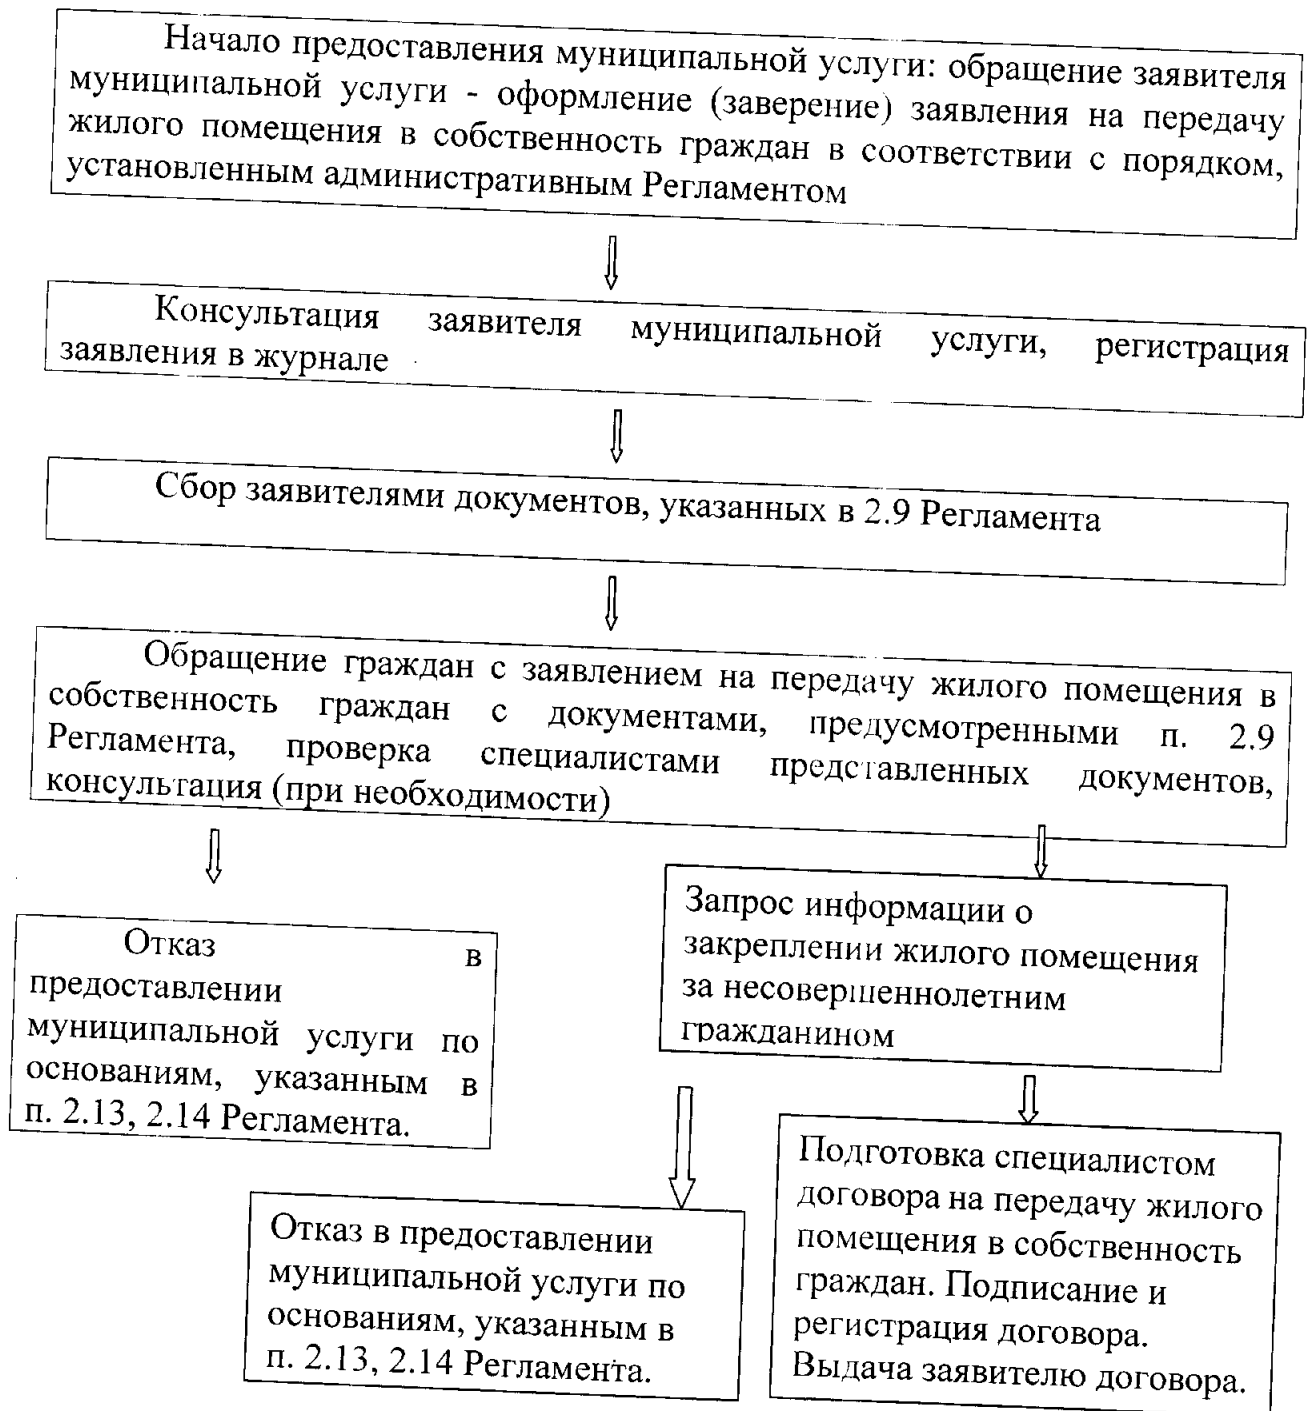 Начало предоставления муниципальной услуги: обращение заявителя
муниципальной услуги - оформление (заверение) заявления на передачу
жилого помещения в собственность граждан в соответствии с порядком,
установленным административным Регламентом
Консультация заявителя муниципальной услуги, регистрация
заявления в журнале
Сбор заявителями документов, указанных в 2.9 Регламента
Обращение граждан с заявлением на передачу жилого помещения в
собственность граждан с документами, предусмотренными п. 2.9
Регламента, проверка специалистами представленных документов,
консультация (при необходимости)
Отказ в
предоставлении
муниципальной услуги по
основаниям, указанным в
п. 2.13, 2.14 Регламента.
Запрос информации о
закреплении жилого помещения
за несовершеннолетним
гражданином
Отказ в предоставлении
муниципальной услуги по
основаниям, указанным в
п. 2.13, 2.14 Регламента.
Подготовка специалистом
договора на передачу жилого
помещения в собственность
граждан. Подписание и
регистрация договора.
Выдача заявителю договора.